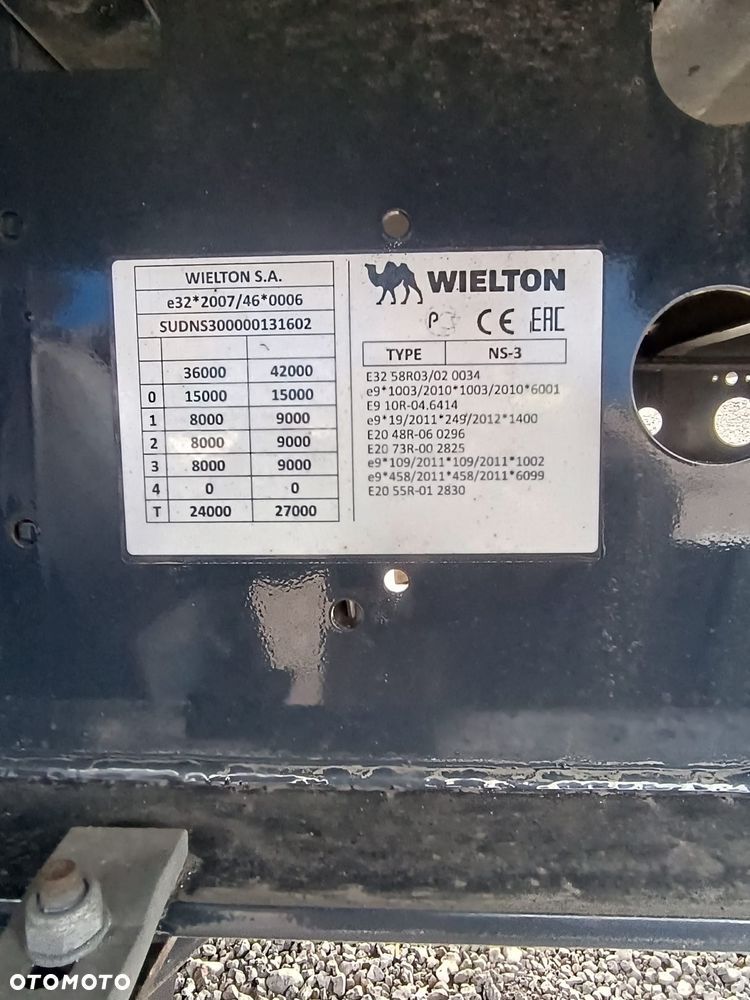 WIELTON S.A.
e32*2007/46*0006
SUDNS300000131602
36000 42000
0 15000 15000
1 8000 9000
2 8000 9000
3 8000 9000
4 0 0
T 24000 27000
WIELTON
CE EAC
TYPE NS-3
E32 58R03/02 0034
e9*1003/2010*1003/2010*6001
E9 10R-04.6414
e9*19/2011*249/2012*1400
E20 48R-06 0296
E20 73R-00 2825
e9*109/2011*109/2011*1002
e9*458/2011*458/2011*6099
E20 55R-01 2830
OTOMOTO